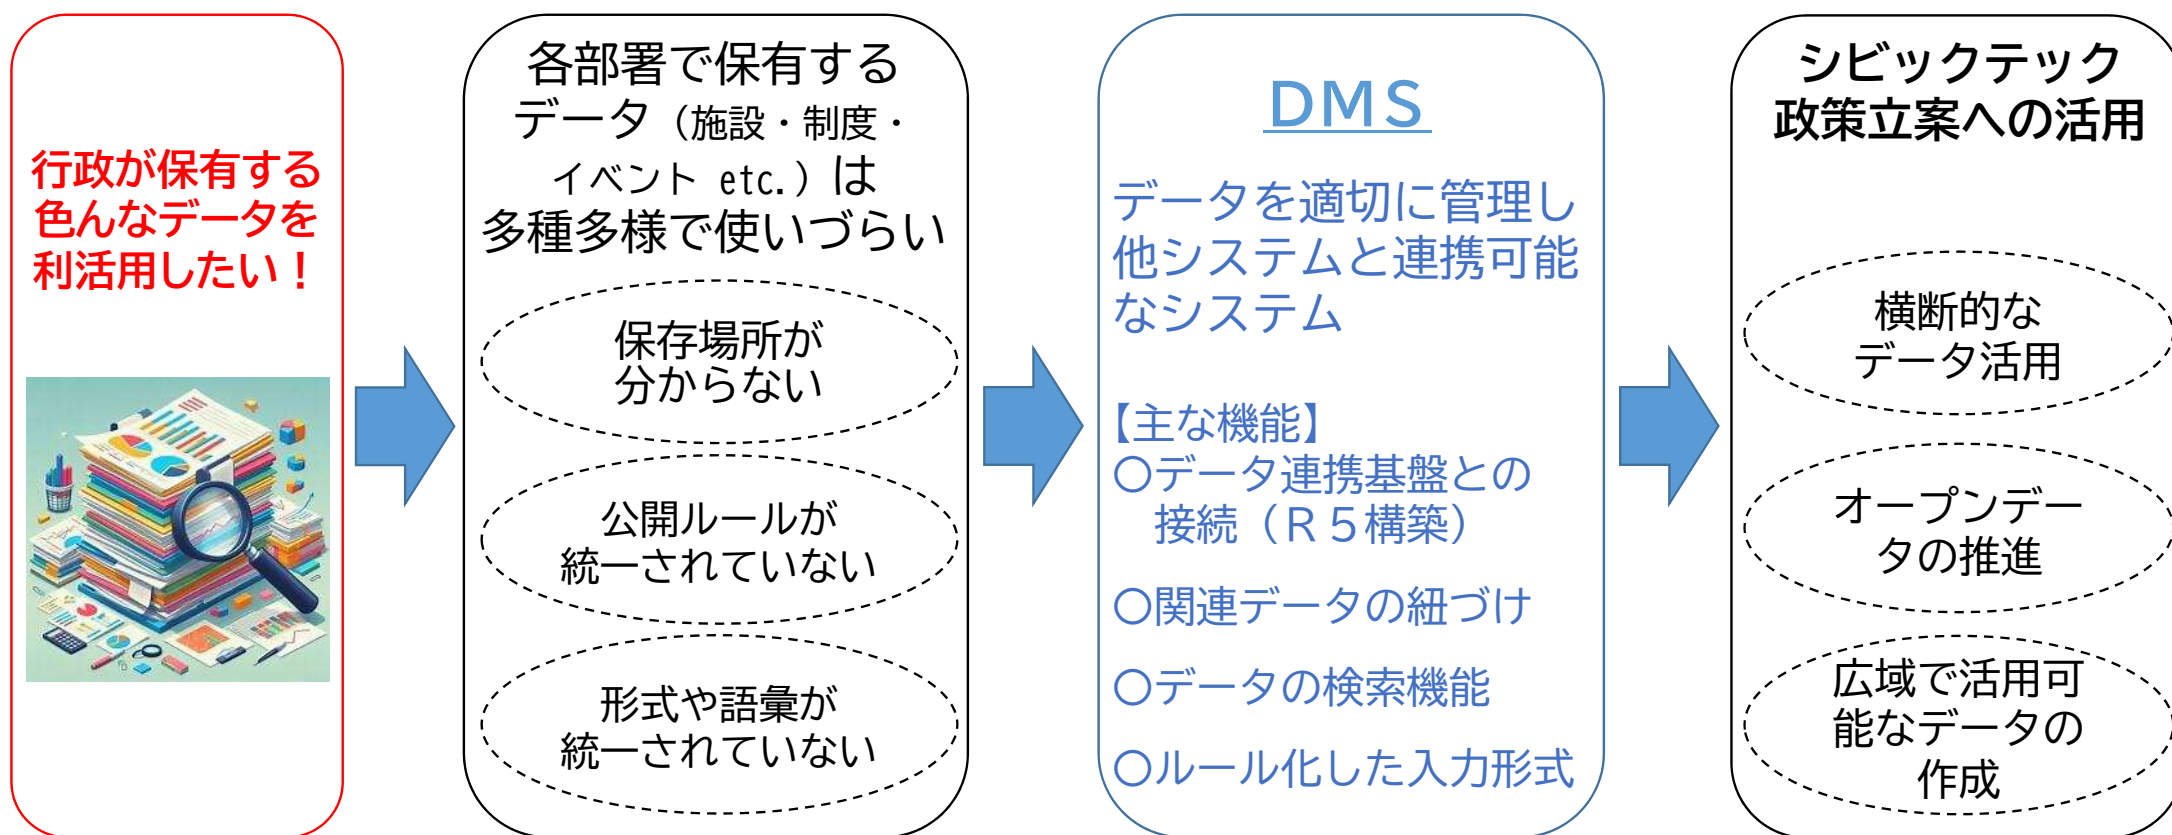 行政が保有する
色んなデータを
利活用したい！
各部署で保有する
データ（施設・制度・
イベント etc.）は
多種多様で使いづらい
保存場所が
分からない
公開ルールが
統一されていない
形式や語彙が
統一されていない
DMS
データを適切に管理し
他システムと連携可能
なシステム
【主な機能】
〇データ連携基盤との
接続（Ｒ５構築）
〇関連データの紐づけ
〇データの検索機能
〇ルール化した入力形式
シビックテック
政策立案への活用
横断的な
データ活用
オープンデー
タの推進
広域で活用可
能なデータの
作成